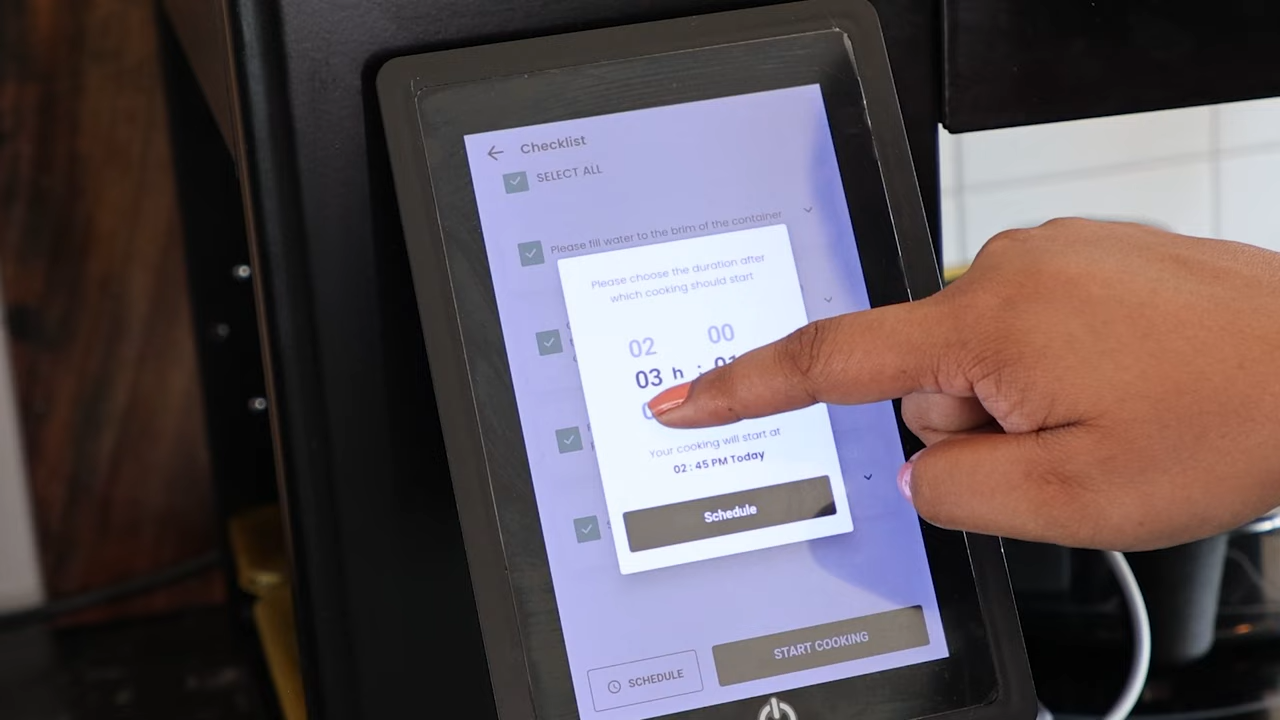 Checklist
SELECT ALL
Please fill water to the brim of the container
Please choose the duration after
which cooking should start
02 00
03 h : 01
Your cooking will start at
02 : 45 PM Today
Schedule
SCHEDULE START COOKING